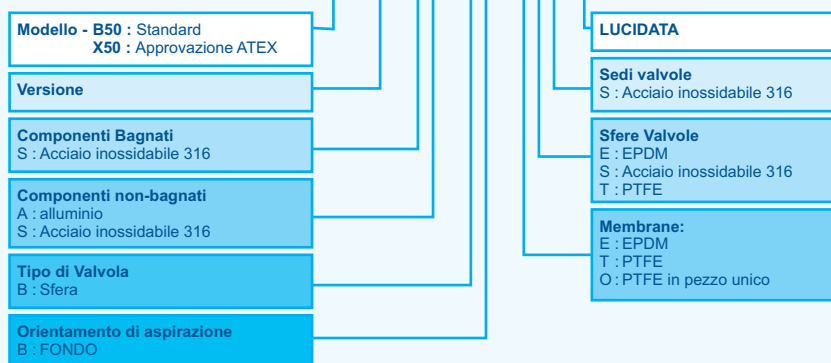 Modello - B50 : Standard
X50 : Approvazione ATEX
Versione
Componenti Bagnati
S : Acciaio inossidabile 316
Componenti non-bagnati
A : alluminio
S : Acciaio inossidabile 316
Tipo di Valvola
B : Sfera
Orientamento di aspirazione
B : FONDO
LUCIDATA
Sedi valvole
S : Acciaio inossidabile 316
Sfere Valvole
E : EPDM
S : Acciaio inossidabile 316
T : PTFE
Membrane:
E : EPDM
T : PTFE
O : PTFE in pezzo unico